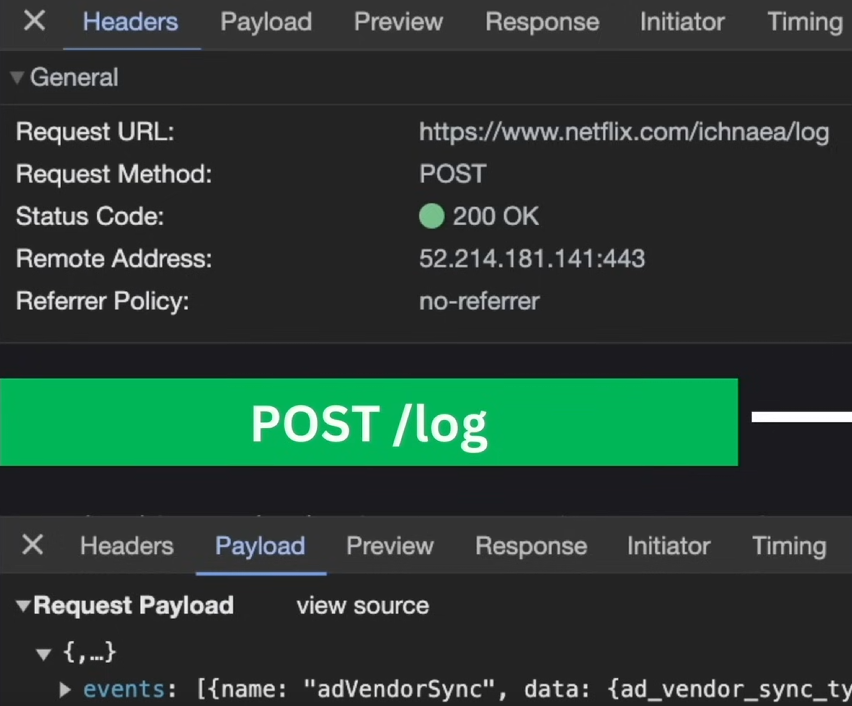 Headers Payload Preview Response Initiator Timing
General
Request URL: https://www.netflix.com/ichnaea/log
Request Method: POST
Status Code: 200 OK
Remote Address: 52.214.181.141:443
Referrer Policy: no-referrer
POST /log
Headers Payload Preview Response Initiator Timing
Request Payload view source
{,…}
events: [{name: "adVendorSync", data: {ad_vendor_sync_ty